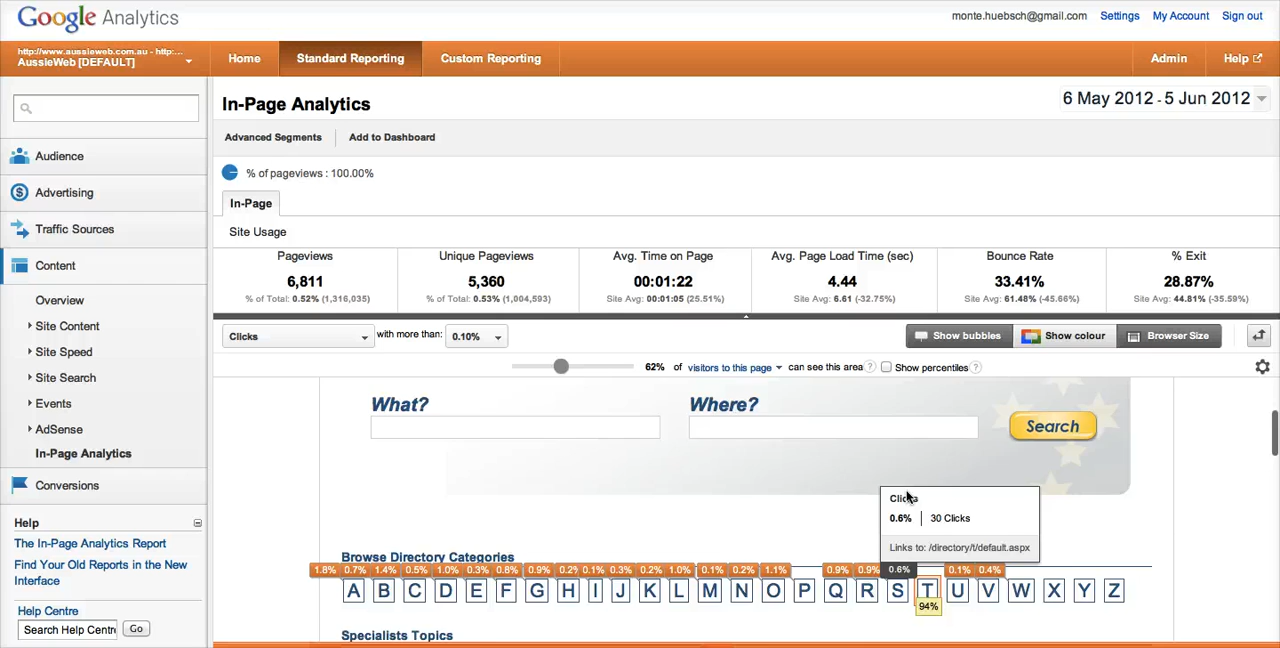 Google Analytics
monte.huebsch@gmail.com Settings My Account Sign out
http://www.aussieweb.com.au - http:...
AussieWeb [DEFAULT]
Home Standard Reporting Custom Reporting Admin Help
In-Page Analytics 6 May 2012 - 5 Jun 2012
Advanced Segments Add to Dashboard
Audience
Advertising
Traffic Sources
Content
Overview
Site Content
Site Speed
Site Search
Events
AdSense
In-Page Analytics
Conversions
Help
The In-Page Analytics Report
Find Your Old Reports in the New
Interface
Help Centre
Search Help Centr Go
% of pageviews : 100.00%
In-Page
Site Usage
Pageviews Unique Pageviews Avg. Time on Page Avg. Page Load Time (sec) Bounce Rate % Exit
6,811 5,360 00:01:22 4.44 33.41% 28.87%
% of Total: 0.52% (1,316,035) % of Total: 0.53% (1,004,593) Site Avg: 00:01:05 (25.51%) Site Avg: 6.61 (-32.75%) Site Avg: 61.48% (-45.66%) Site Avg: 44.81% (-35.59%)
Clicks with more than: 0.10% Show bubbles Show colour Browser Size
62% of visitors to this page can see this area ? Show percentiles ?
What? Where?
Search
Clicks
0.6% 30 Clicks
Links to: /directory/t/default.aspx
Browse Directory Categories
1.8% 0.7% 1.4% 0.5% 1.0% 0.3% 0.8% 0.9% 0.2% 0.1% 0.3% 0.2% 1.0% 0.1% 0.2% 1.1% 0.9% 0.9% 0.6% 0.1% 0.4%
A B C D E F G H I J K L M N O P Q R S T U V W X Y Z
94%
Specialists Topics